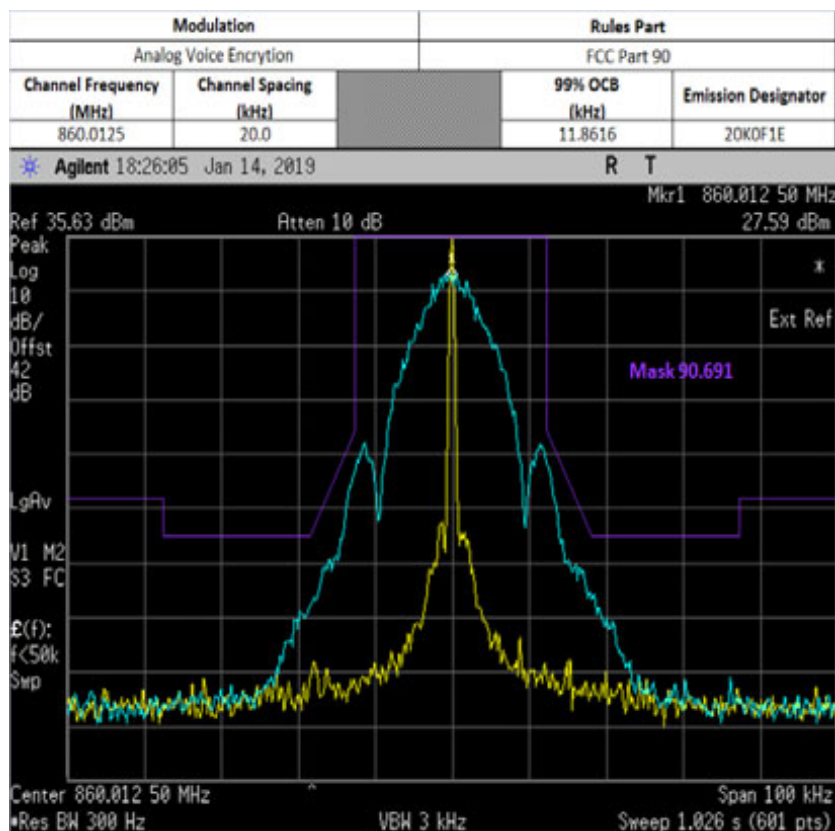 Modulation Rules Part
Analog Voice Encrytion FCC Part 90
Channel Frequency (MHz) Channel Spacing (kHz) 99% OCB (kHz) Emission Designator
860.0125 20.0 11.8616 20K0F1E
Agilent 18:26:05 Jan 14, 2019 R T
Mkr1 860.012 50 MHz
Ref 35.63 dBm Atten 10 dB 27.59 dBm
Peak
Log
10
dB/
Offst
42
dB
1
*
Ext Ref
Mask 90.691
LgAv
V1 M2
S3 FC
£(f):
f<50k
Swp
Center 860.012 50 MHz Span 100 kHz
*Res BW 300 Hz VBW 3 kHz Sweep 1.026 s (601 pts)